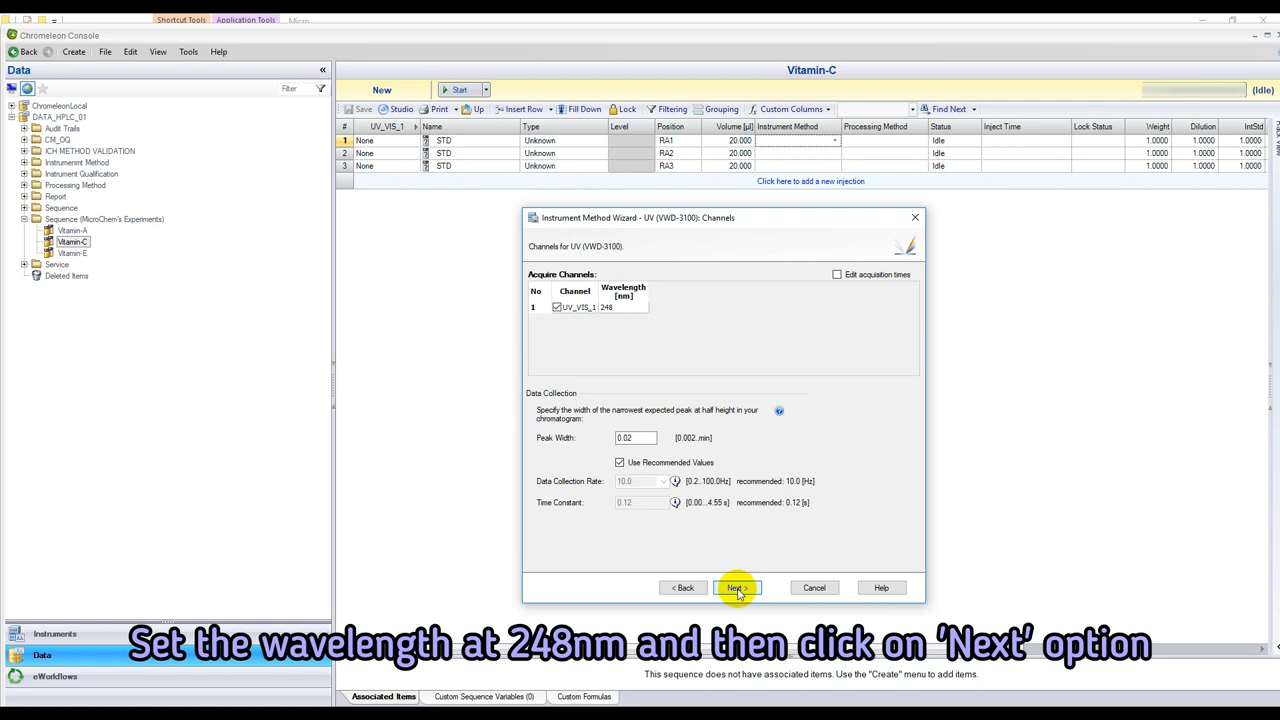 Shortcut Tools Application Tools Micro
Chromeleon Console
Back Create File Edit View Tools Help
Data « Vitamin-C
Filter New Start (Idle)
Save Studio Print Up Insert Row Fill Down Lock Filtering Grouping Custom Columns Find Next
ChromeleonLocal
DATA_HPLC_01
Audit Trails
CM_OQ
ICH METHOD VALIDATION
Instrumenmt Method
Instrument Qualification
Processing Method
Report
Sequence
Sequence (MicroChem's Experiments)
Vitamin-A
Vitamin-C
Vitamin-E
Service
Deleted Items
# UV_VIS_1 Name Type Level Position Volume [µl] Instrument Method Processing Method Status Inject Time Lock Status Weight Dilution IntStd
1 None STD Unknown RA1 20.000 Idle 1.0000 1.0000 1.0000
2 None STD Unknown RA2 20.000 Idle 1.0000 1.0000 1.0000
3 None STD Unknown RA3 20.000 Idle 1.0000 1.0000 1.0000
Click here to add a new injection
Instrument Method Wizard - UV (VWD-3100): Channels
Channels for UV (VWD-3100).
Acquire Channels: Edit acquisition times
No Channel Wavelength
[nm]
1 UV_VIS_1 248
Data Collection
Specify the width of the narrowest expected peak at half height in your
chromatogram:
Peak Width: 0.02 [0.002..min]
Use Recommended Values
Data Collection Rate: 10.0 [0.2..100.0Hz] recommended: 10.0 [Hz]
Time Constant: 0.12 [0.00...4.55 s] recommended: 0.12 [s]
< Back Next > Cancel Help
Instruments
Data
eWorkflows
Set the wavelength at 248nm and then click on 'Next' option
This sequence does not have associated items. Use the "Create" menu to add items.
Associated Items Custom Sequence Variables (0) Custom Formulas